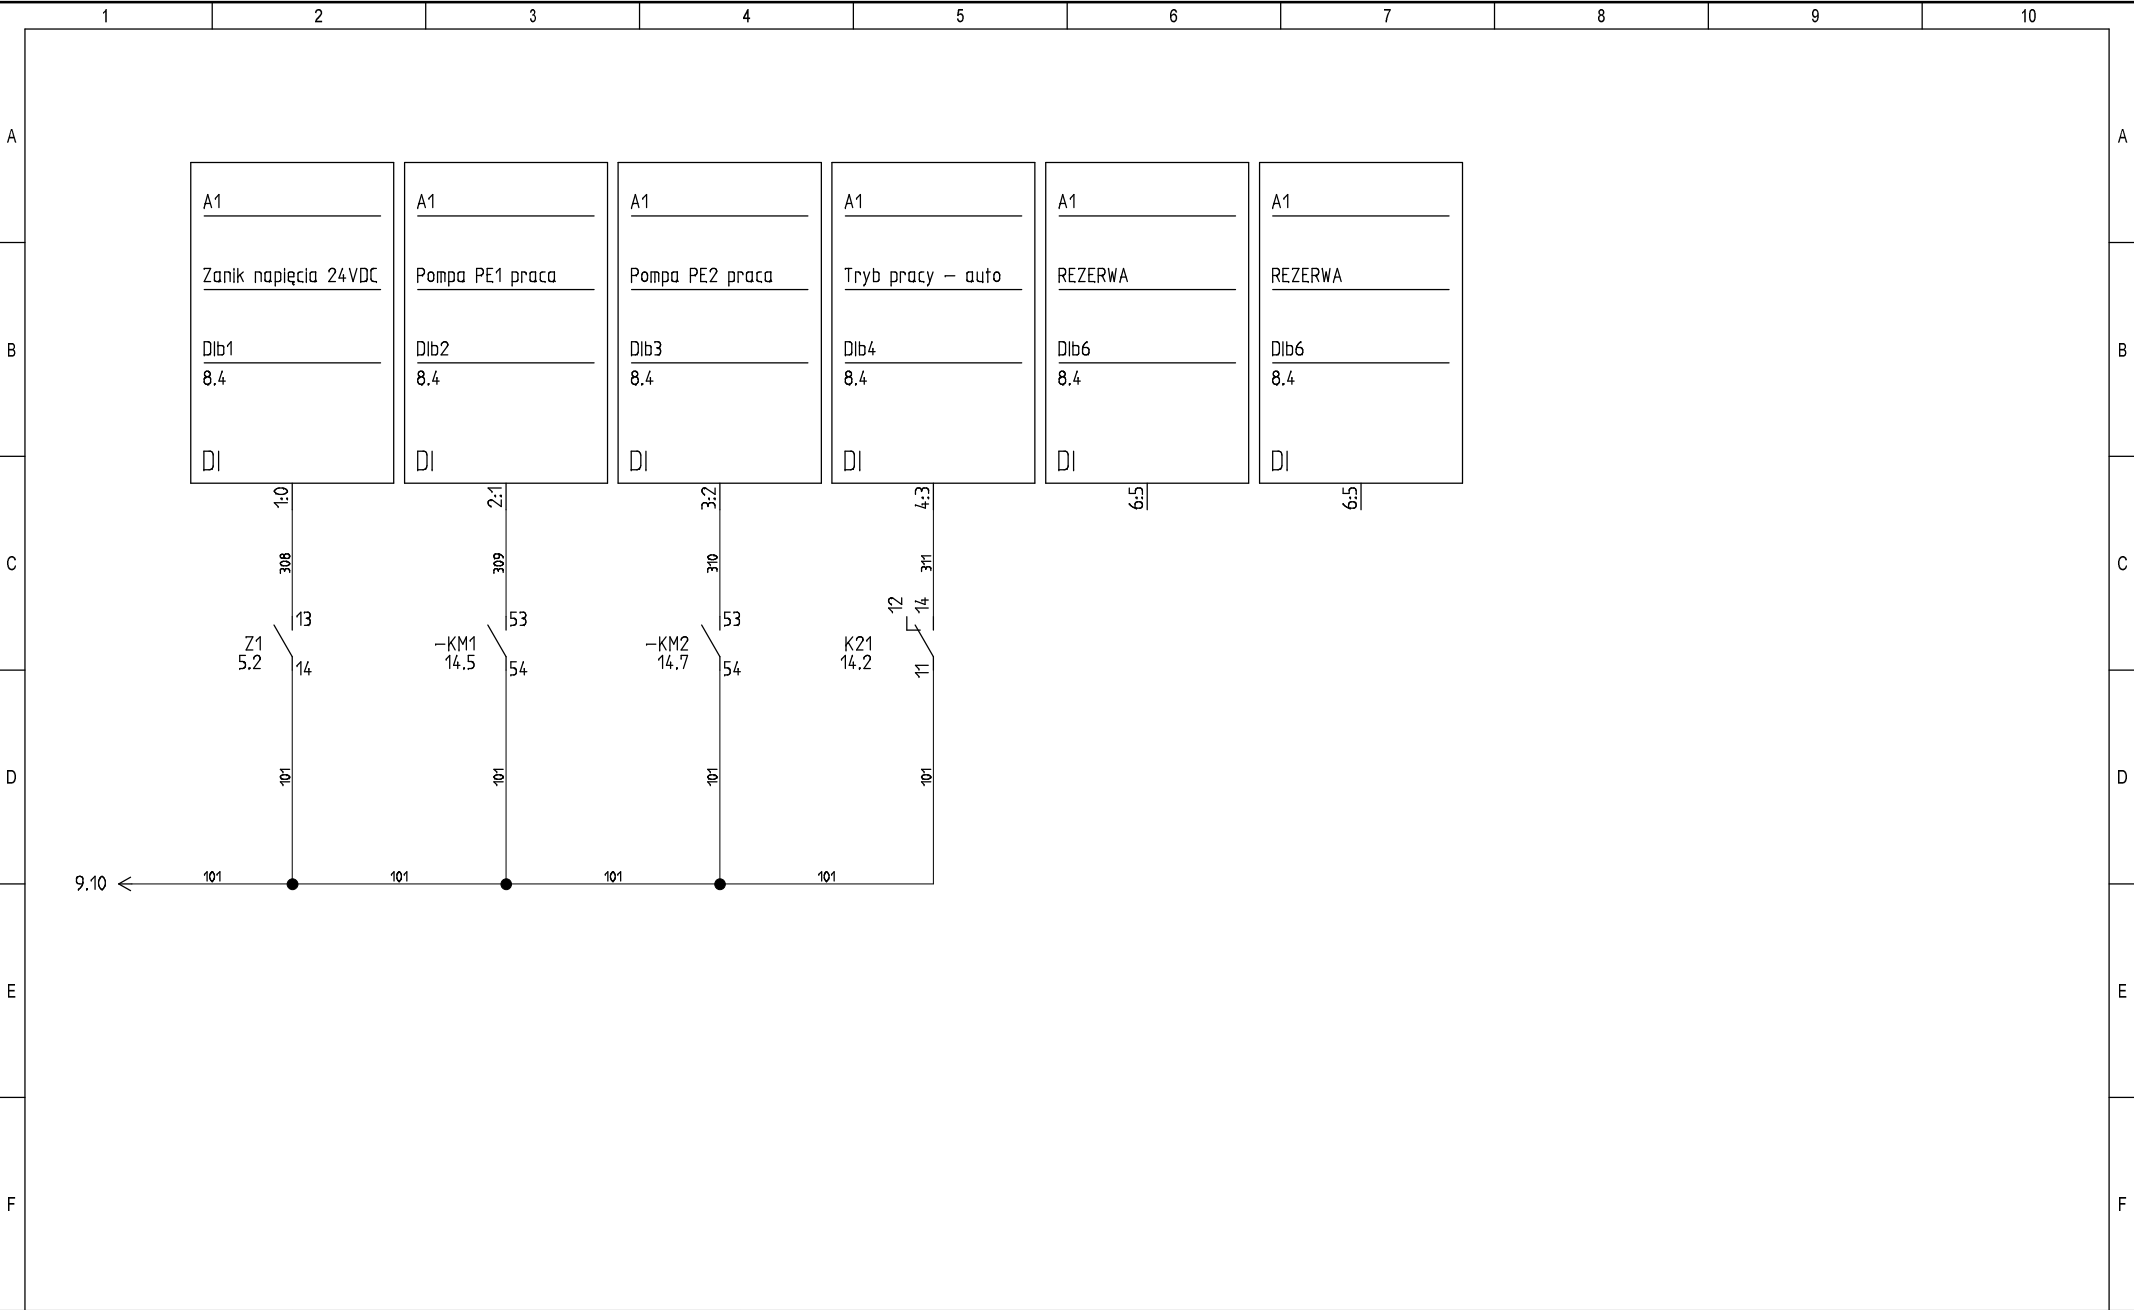 1 2 3 4 5 6 7 8 9 10
A A
A1 A1 A1 A1 A1 A1
Zanik napięcia 24VDC Pompa PE1 praca Pompa PE2 praca Tryb pracy – auto REZERWA REZERWA
B B
DIb1 DIb2 DIb3 DIb4 DIb6 DIb6
8.4 8.4 8.4 8.4 8.4 8.4
DI DI DI DI DI DI
1:0 2:1 3:2 4:3 6:5 6:5
C C
308 309 310 311
12 14
13 53 53
Z1 -KM1 -KM2 K21
5.2 14.5 14.7 14.2
14 54 54 11
D D
101 101 101 101
9.10 101 101 101 101
E E
F F